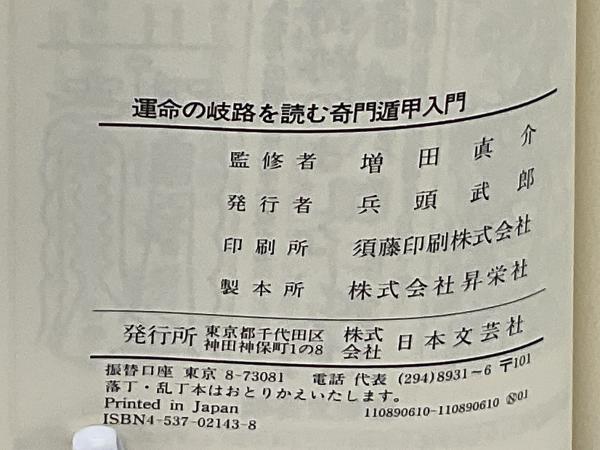 運命の岐路を読む奇門遁甲入門
監修者 増田眞介
発行者 兵頭武郎
印刷所 須藤印刷株式会社
製本所 株式会社昇栄社
発行所 東京都千代田区神田神保町1の8 株式会社 日本文芸社
振替口座 東京 8-73081 電話 代表 (294)8931~6 〒101
落丁・乱丁本はおとりかえいたします。
Printed in Japan 110890610-110890610 Ⓝ01
ISBN4-537-02143-8